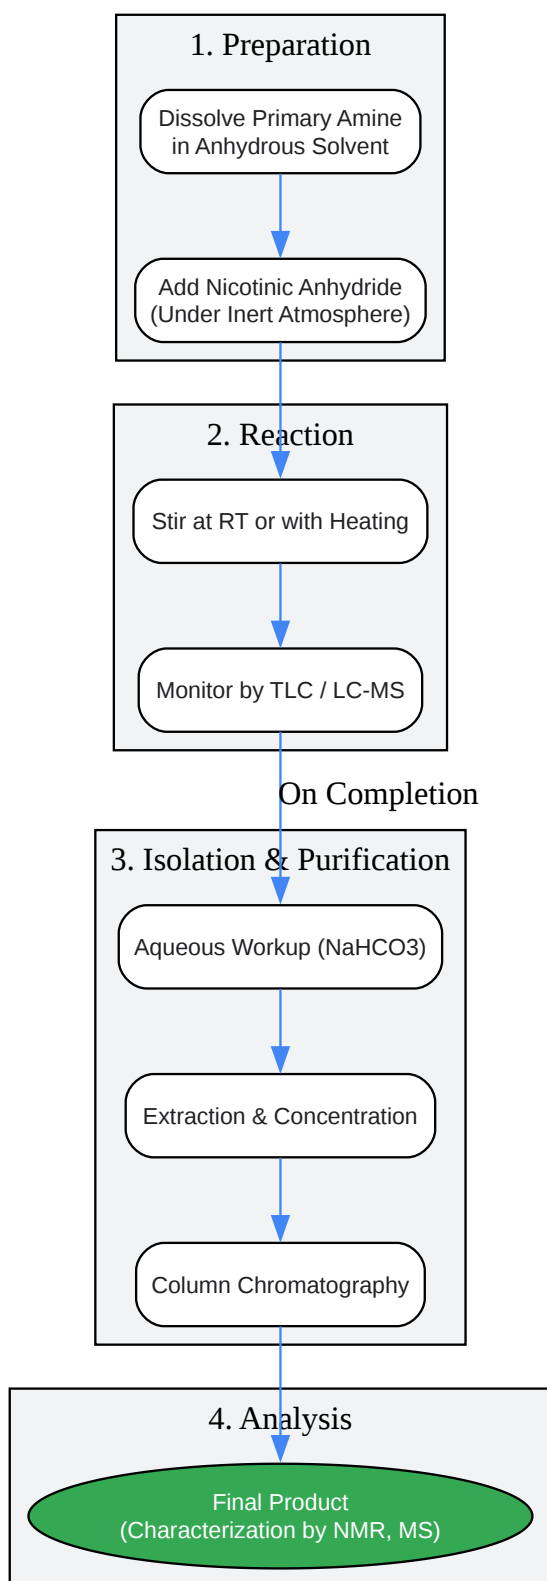 1. Preparation
Dissolve Primary Amine
in Anhydrous Solvent
Add Nicotinic Anhydride
(Under Inert Atmosphere)
2. Reaction
Stir at RT or with Heating
Monitor by TLC / LC-MS
On Completion
3. Isolation & Purification
Aqueous Workup (NaHCO3)
Extraction & Concentration
Column Chromatography
4. Analysis
Final Product
(Characterization by NMR, MS)